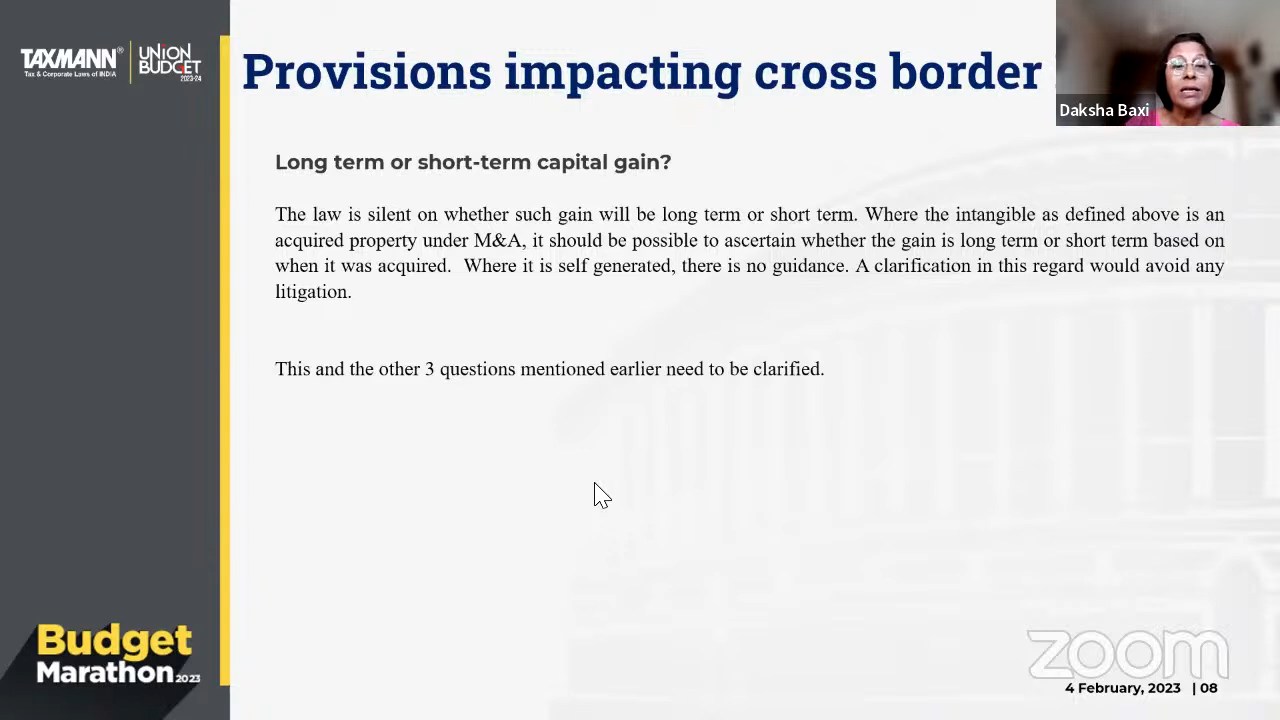 TAXMANN®
Tax & Corporate Laws of INDIA
UNION
BUDGET
2023-24
Provisions impacting cross border
Daksha Baxi
Long term or short-term capital gain?
The law is silent on whether such gain will be long term or short term. Where the intangible as defined above is an
acquired property under M&A, it should be possible to ascertain whether the gain is long term or short term based on
when it was acquired.  Where it is self generated, there is no guidance. A clarification in this regard would avoid any
litigation.
This and the other 3 questions mentioned earlier need to be clarified.
Budget
Marathon 2023
zoom
4 February, 2023 | 08